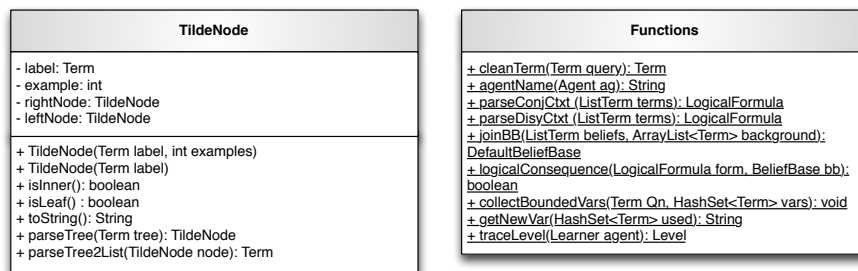 TildeNode
- label: Term
- example: int
- rightNode: TildeNode
- leftNode: TildeNode
+ TildeNode(Term label, int examples)
+ TildeNode(Term label)
+ isInner(): boolean
+ isLeaf() : boolean
+ toString(): String
+ parseTree(Term tree): TildeNode
+ parseTree2List(TildeNode node): Term
Functions
+ cleanTerm(Term query): Term
+ agentName(Agent ag): String
+ parseConjCtxt (ListTerm terms): LogicalFormula
+ parseDisyCtxt (ListTerm terms): LogicalFormula
+ joinBB(ListTerm beliefs, ArrayList<Term> background):
DefaultBeliefBase
+ logicalConsequence(LogicalFormula form, BeliefBase bb):
boolean
+ collectBoundedVars(Term Qn, HashSet<Term> vars): void
+ getNewVar(HashSet<Term> used): String
+ traceLevel(Learner agent): Level